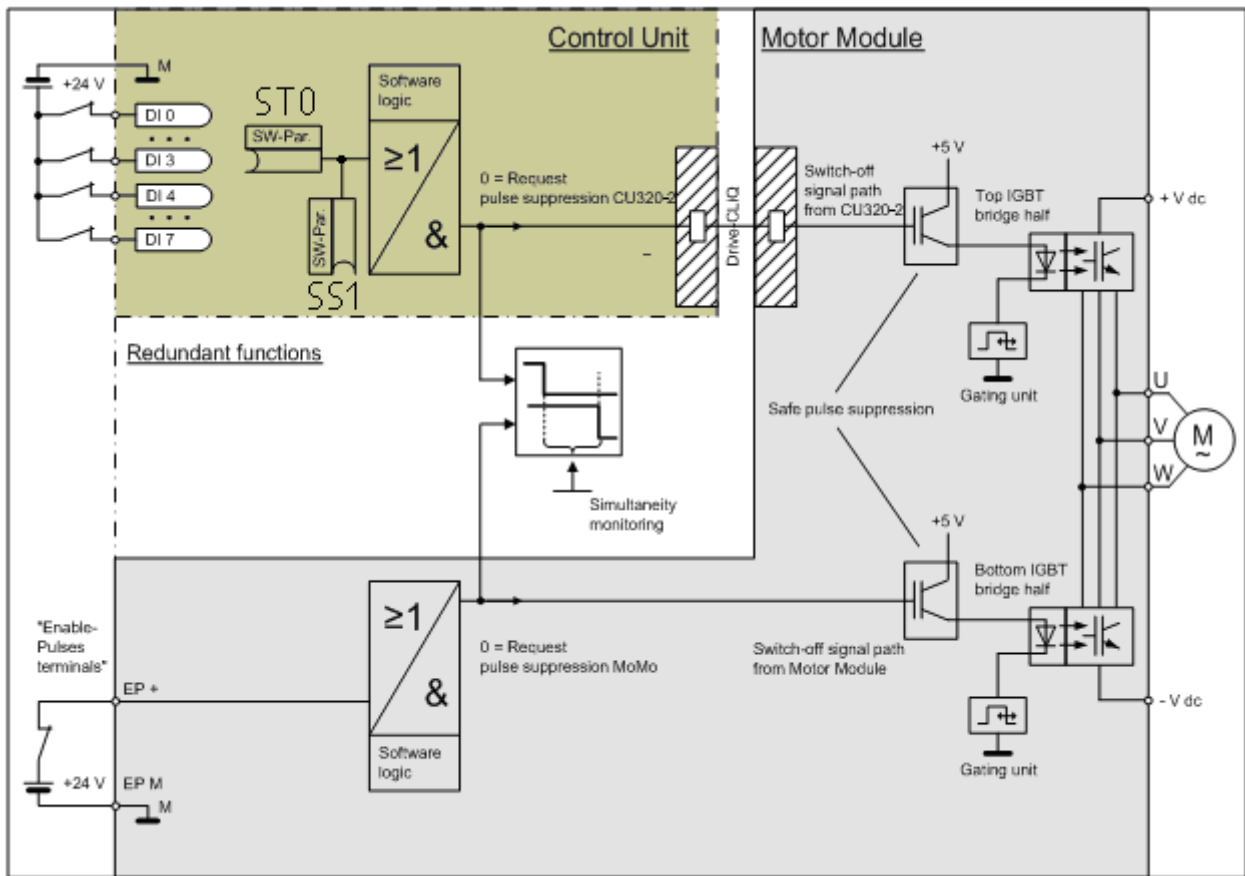 Control Unit
Motor Module
M
+24 V
DI 0
DI 3
DI 4
DI 7
ST0
SW-Par.
SW-Par.
SS1
Software
logic
≥1
&
0 = Request
pulse suppression CU320-2
–
Drive-CLIQ
Switch-off
signal path
from CU320-2
+5 V
Top IGBT
bridge half
+ V dc
Gating unit
Redundant functions
Safe pulse suppression
Simultaneity
monitoring
U
V
W
M
~
+5 V
Bottom IGBT
bridge half
"Enable-
Pulses
terminals"
EP +
≥1
&
Software
logic
0 = Request
pulse suppression MoMo
Switch-off signal path
from Motor Module
- V dc
Gating unit
+24 V
EP M
M